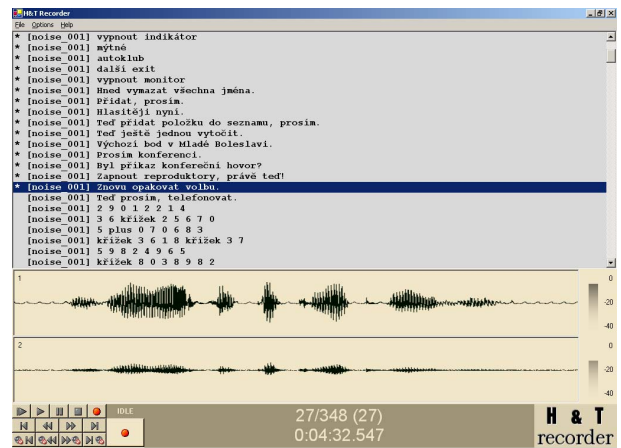 H&T Recorder
File Options Help
* [noise_001] vypnout indikátor
* [noise_001] mýtné
* [noise_001] autoklub
* [noise_001] další exit
* [noise_001] vypnout monitor
* [noise_001] Hned vymazat všechna jména.
* [noise_001] Přidat, prosím.
* [noise_001] Hlasitěji nyní.
* [noise_001] Teď přidat položku do seznamu, prosím.
* [noise_001] Teď ještě jednou vytočit.
* [noise_001] Výchozí bod v Mladé Boleslavi.
* [noise_001] Prosím konferenci.
* [noise_001] Byl příkaz konfereční hovor?
* [noise_001] Zapnout reproduktory, právě teď!
* [noise_001] Znovu opakovat volbu.
[noise_001] Teď prosím, telefonovat.
[noise_001] 2 9 0 1 2 2 1 4
[noise_001] 3 6 křížek 2 5 6 7 0
[noise_001] 5 plus 0 7 0 6 8 3
[noise_001] křížek 3 6 1 8 křížek 3 7
[noise_001] 5 9 8 2 4 9 6 5
[noise_001] křížek 8 0 3 8 9 8 2
1
0
-20
-40
2
0
-20
-40
IDLE
27/348 (27)
0:04:32.547
H & T
recorder